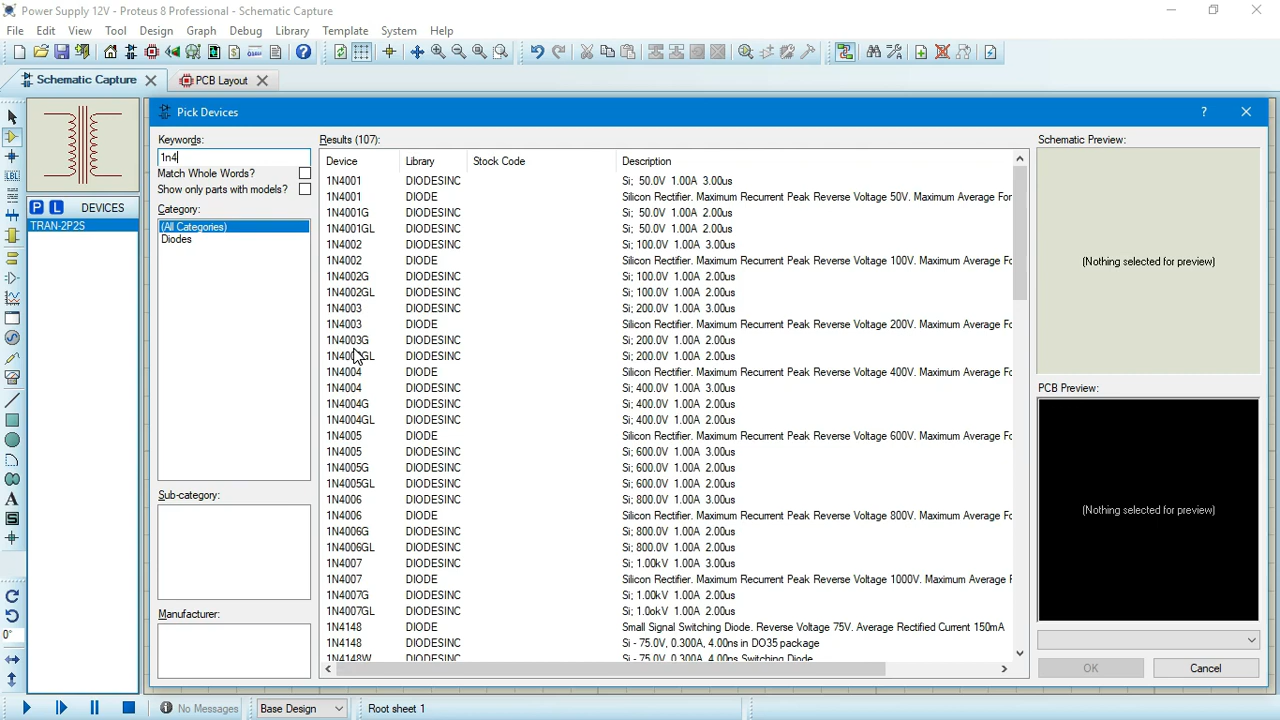 Power Supply 12V - Proteus 8 Professional - Schematic Capture
File Edit View Tool Design Graph Debug Library Template System Help
Schematic Capture
PCB Layout
Pick Devices
?
Keywords:
1n4
Match Whole Words?
Show only parts with models?
Category:
(All Categories)
Diodes
Sub-category:
Manufacturer:
P L DEVICES
TRAN-2P2S
LBL
A
S
0°
Results (107):
Device Library Stock Code Description
1N4001 DIODESINC Si; 50.0V 1.00A 3.00us
1N4001 DIODE Silicon Rectifier. Maximum Recurrent Peak Reverse Voltage 50V. Maximum Average For
1N4001G DIODESINC Si; 50.0V 1.00A 2.00us
1N4001GL DIODESINC Si; 50.0V 1.00A 2.00us
1N4002 DIODESINC Si; 100.0V 1.00A 3.00us
1N4002 DIODE Silicon Rectifier. Maximum Recurrent Peak Reverse Voltage 100V. Maximum Average Fo
1N4002G DIODESINC Si; 100.0V 1.00A 2.00us
1N4002GL DIODESINC Si; 100.0V 1.00A 2.00us
1N4003 DIODESINC Si; 200.0V 1.00A 3.00us
1N4003 DIODE Silicon Rectifier. Maximum Recurrent Peak Reverse Voltage 200V. Maximum Average Fo
1N4003G DIODESINC Si; 200.0V 1.00A 2.00us
1N4003GL DIODESINC Si; 200.0V 1.00A 2.00us
1N4004 DIODE Silicon Rectifier. Maximum Recurrent Peak Reverse Voltage 400V. Maximum Average Fo
1N4004 DIODESINC Si; 400.0V 1.00A 3.00us
1N4004G DIODESINC Si; 400.0V 1.00A 2.00us
1N4004GL DIODESINC Si; 400.0V 1.00A 2.00us
1N4005 DIODE Silicon Rectifier. Maximum Recurrent Peak Reverse Voltage 600V. Maximum Average Fo
1N4005 DIODESINC Si; 600.0V 1.00A 3.00us
1N4005G DIODESINC Si; 600.0V 1.00A 2.00us
1N4005GL DIODESINC Si; 600.0V 1.00A 2.00us
1N4006 DIODESINC Si; 800.0V 1.00A 3.00us
1N4006 DIODE Silicon Rectifier. Maximum Recurrent Peak Reverse Voltage 800V. Maximum Average Fo
1N4006G DIODESINC Si; 800.0V 1.00A 2.00us
1N4006GL DIODESINC Si; 800.0V 1.00A 2.00us
1N4007 DIODESINC Si; 1.00kV 1.00A 3.00us
1N4007 DIODE Silicon Rectifier. Maximum Recurrent Peak Reverse Voltage 1000V. Maximum Average F
1N4007G DIODESINC Si; 1.00kV 1.00A 2.00us
1N4007GL DIODESINC Si; 1.0okV 1.00A 2.00us
1N4148 DIODE Small Signal Switching Diode. Reverse Voltage 75V. Average Rectified Current 150mA
1N4148 DIODESINC Si - 75.0V, 0.300A, 4.00ns in DO35 package
1N4148W DIODESINC Si - 75.0V, 0.300A, 4.00ns Switching Diode
Schematic Preview:
(Nothing selected for preview)
PCB Preview:
(Nothing selected for preview)
OK
Cancel
No Messages
Base Design
Root sheet 1